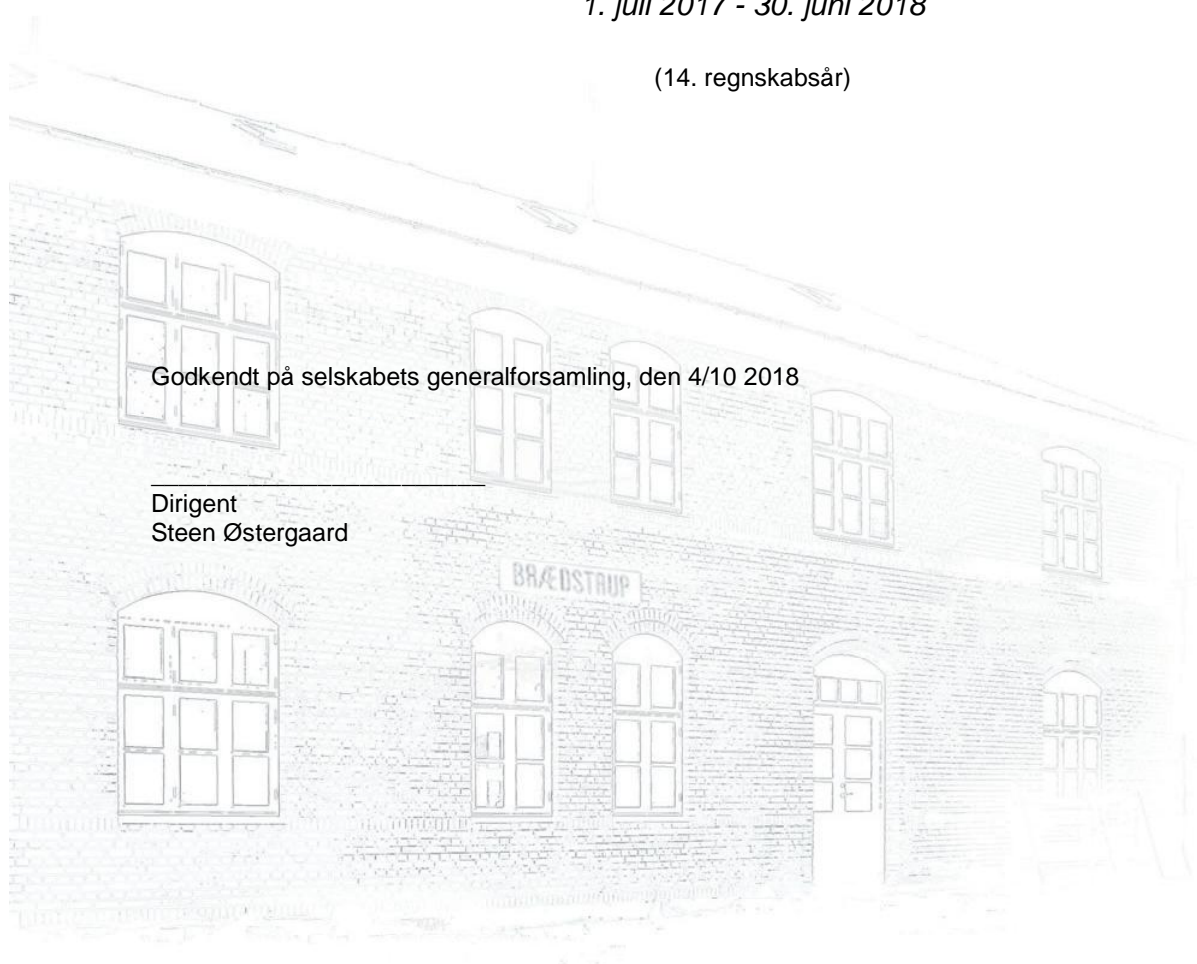 1. juli 2017 - 30. juni 2018
(14. regnskabsår)
Godkendt på selskabets generalforsamling, den 4/10 2018
Dirigent
Steen Østergaard
BRÆDSTRUP